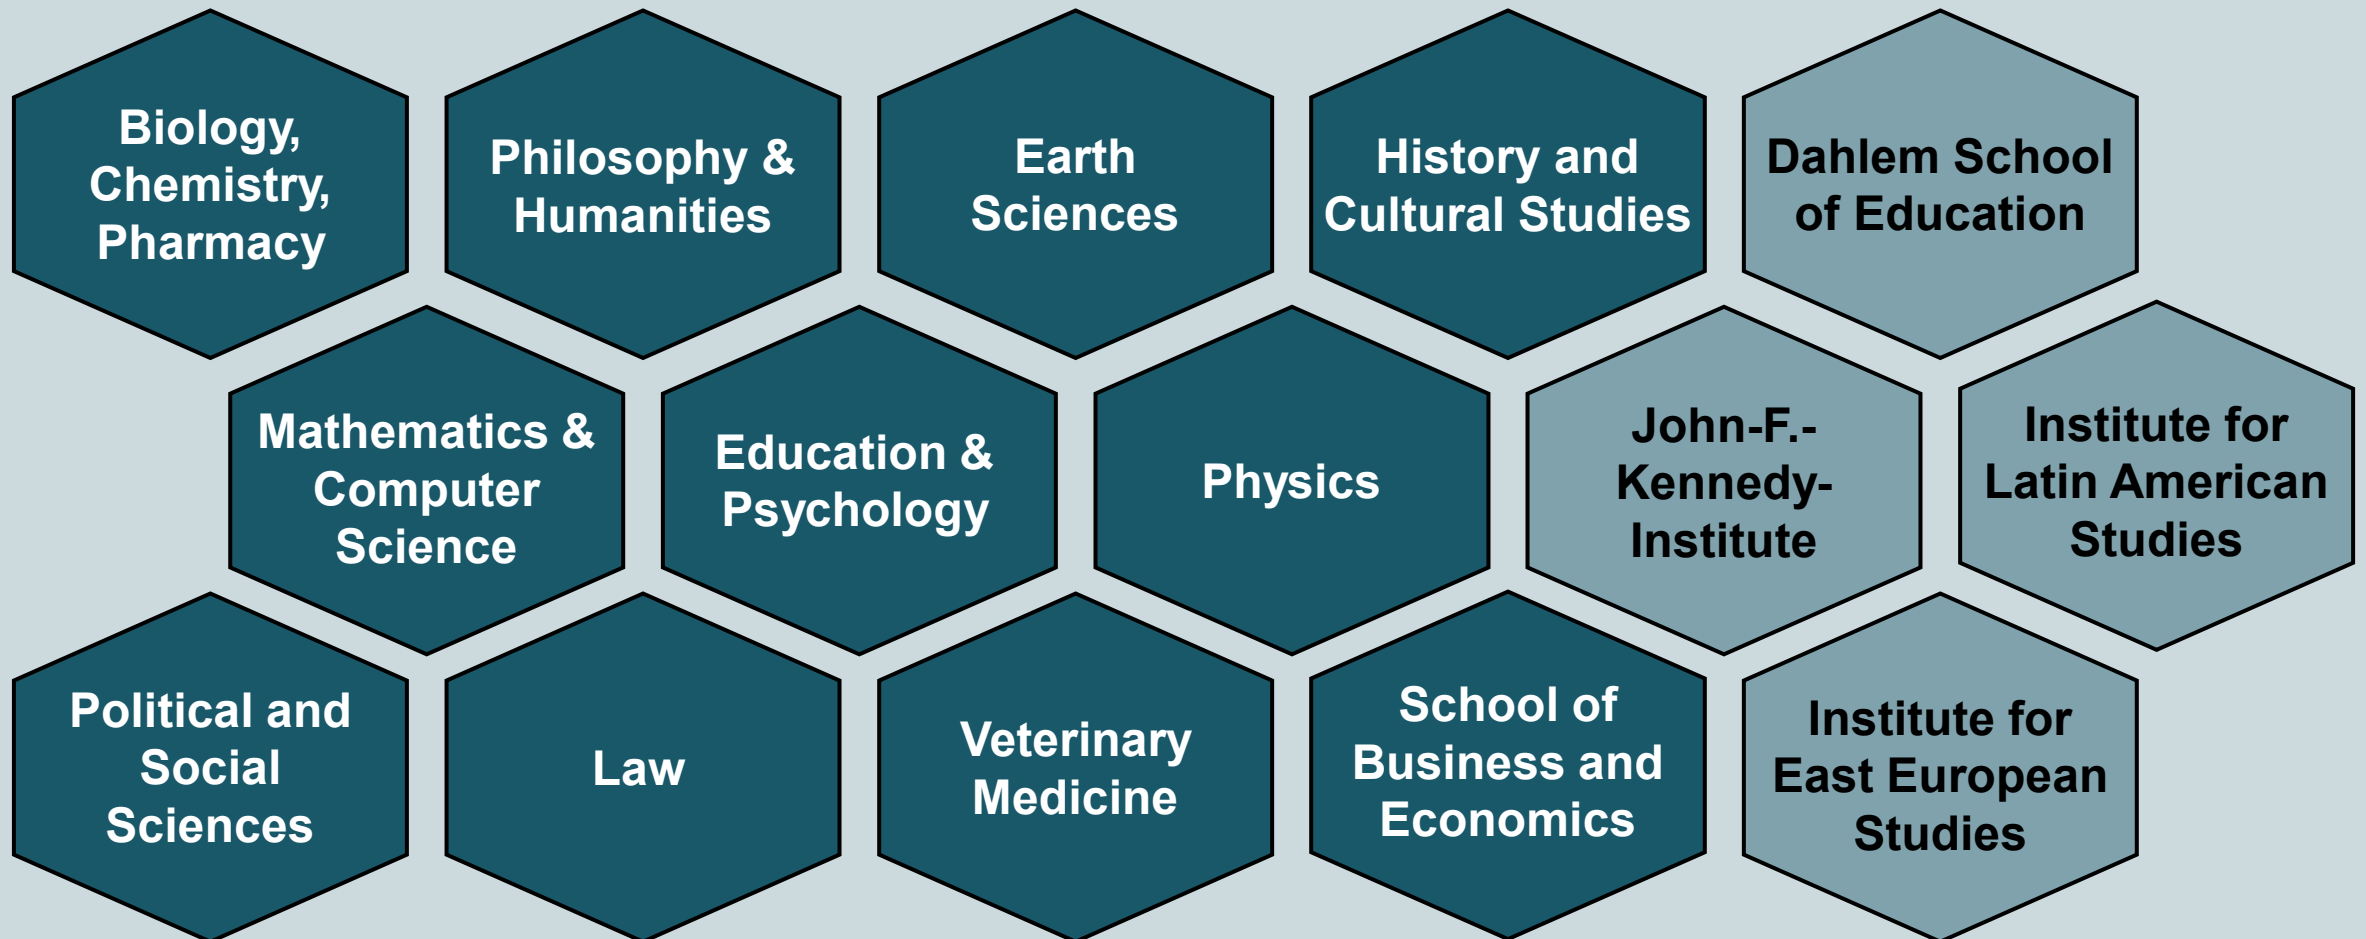 Biology,
Chemistry,
Pharmacy
Philosophy &
Humanities
Earth
Sciences
History and
Cultural Studies
Dahlem School
of Education
Mathematics &
Computer
Science
Education &
Psychology
Physics
John-F.-
Kennedy-
Institute
Institute for
Latin American
Studies
Political and
Social
Sciences
Law
Veterinary
Medicine
School of
Business and
Economics
Institute for
East European
Studies